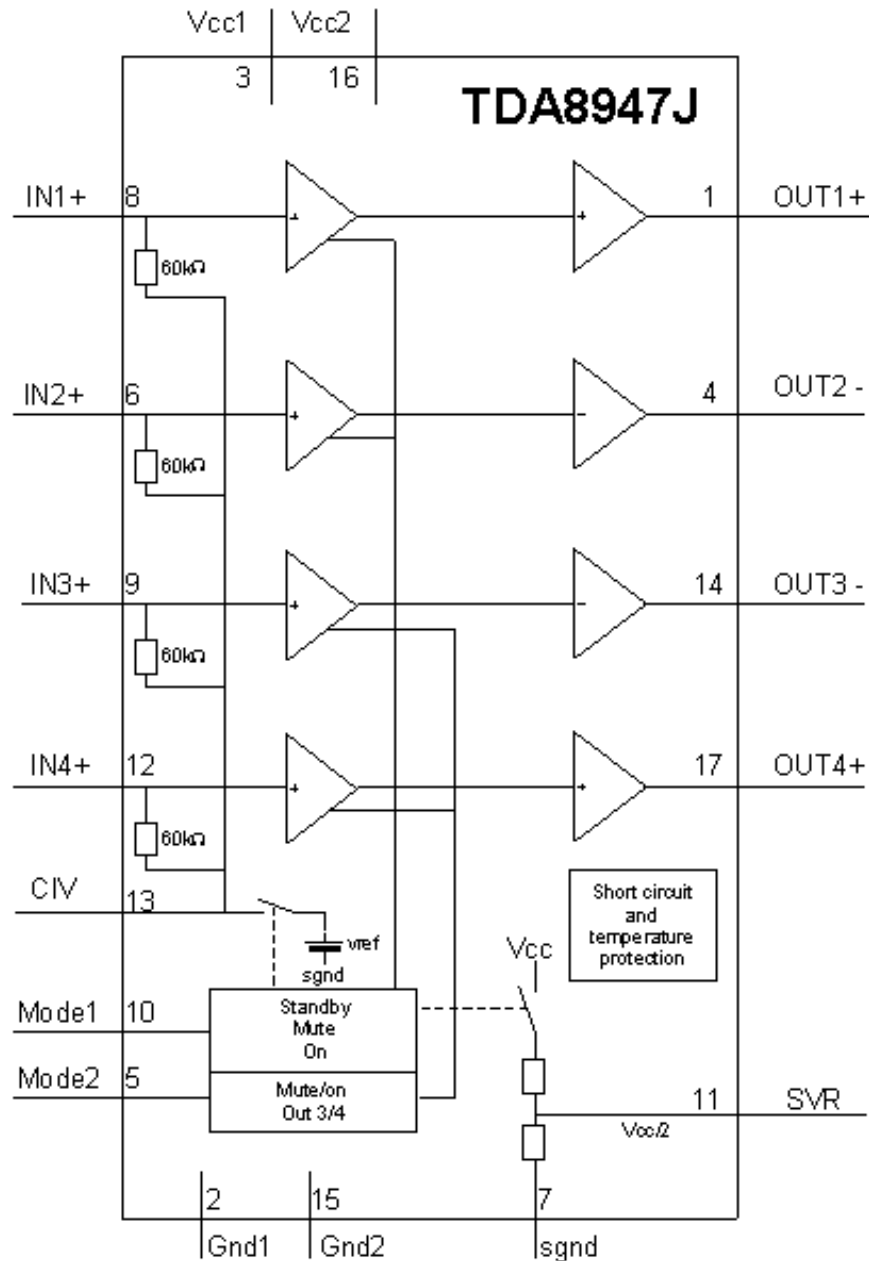 Vcc1 Vcc2
3 16
TDA8947J
IN1+ 8 1 OUT1+
+ +
60kΩ
IN2+ 6 4 OUT2 -
+ -
60kΩ
IN3+ 9 14 OUT3 -
+ -
60kΩ
IN4+ 12 17 OUT4+
+ +
60kΩ
CIV 13
vref
sgnd
Short circuit
and
temperature
protection
Vcc
Mode1 10
Standby
Mute
On
Mode2 5
Mute/on
Out 3/4
11 SVR
Vcc/2
2 15 7
Gnd1 Gnd2 sgnd